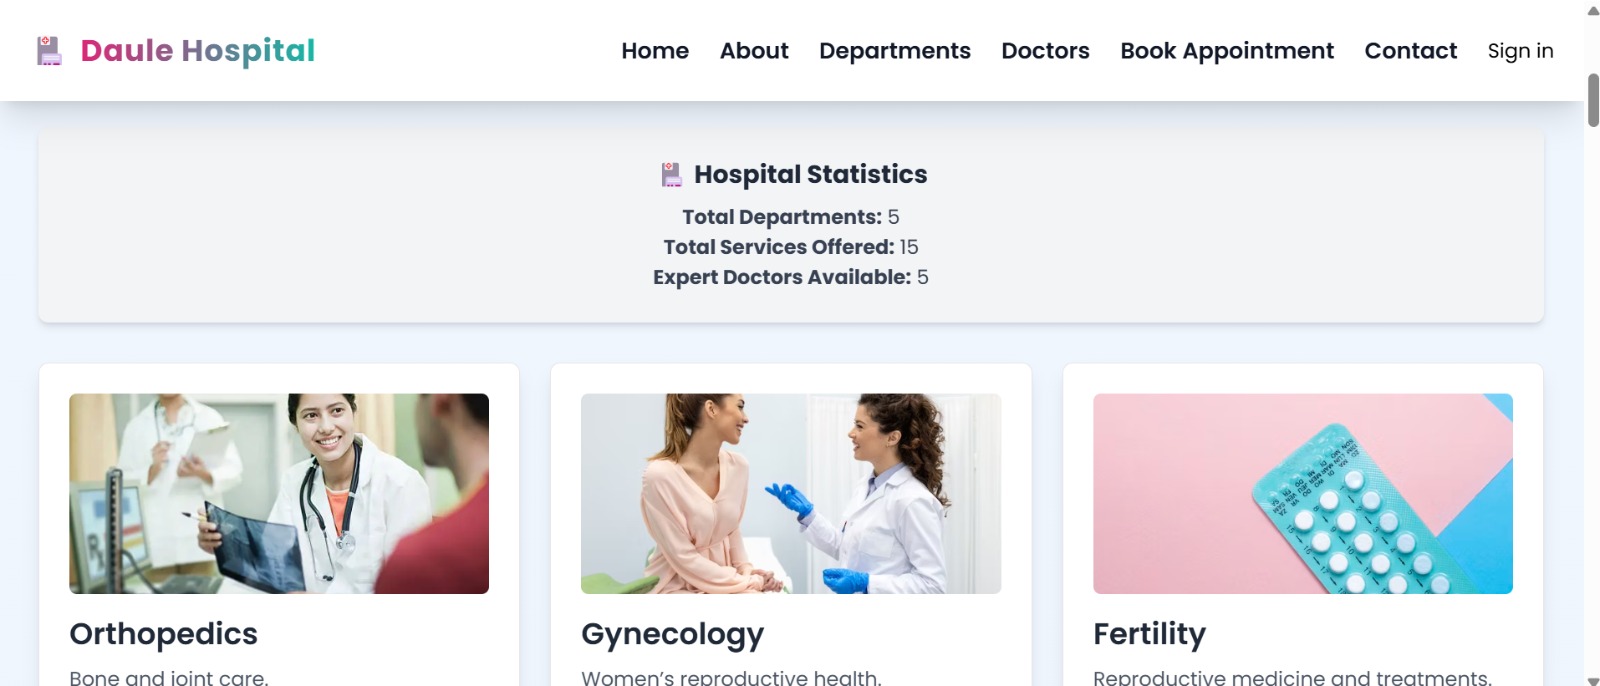 Daule Hospital
Home About Departments Doctors Book Appointment Contact Sign in
Hospital Statistics
Total Departments: 5
Total Services Offered: 15
Expert Doctors Available: 5
Orthopedics
Bone and joint care.
Gynecology
Women’s reproductive health.
Fertility
Reproductive medicine and treatments.